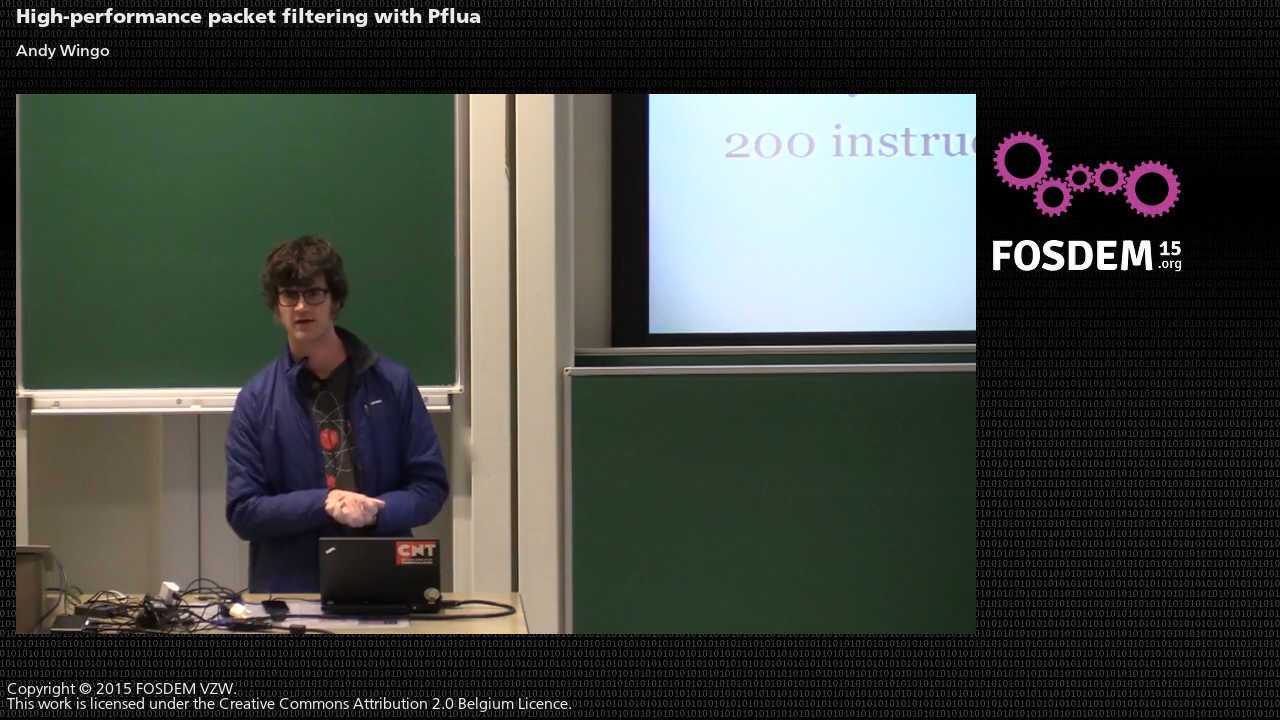 High-performance packet filtering with Pflua
Andy Wingo
200 instruc
CNT
FOSDEM 15
.org
Copyright © 2015 FOSDEM VZW.
This work is licensed under the Creative Commons Attribution 2.0 Belgium Licence.